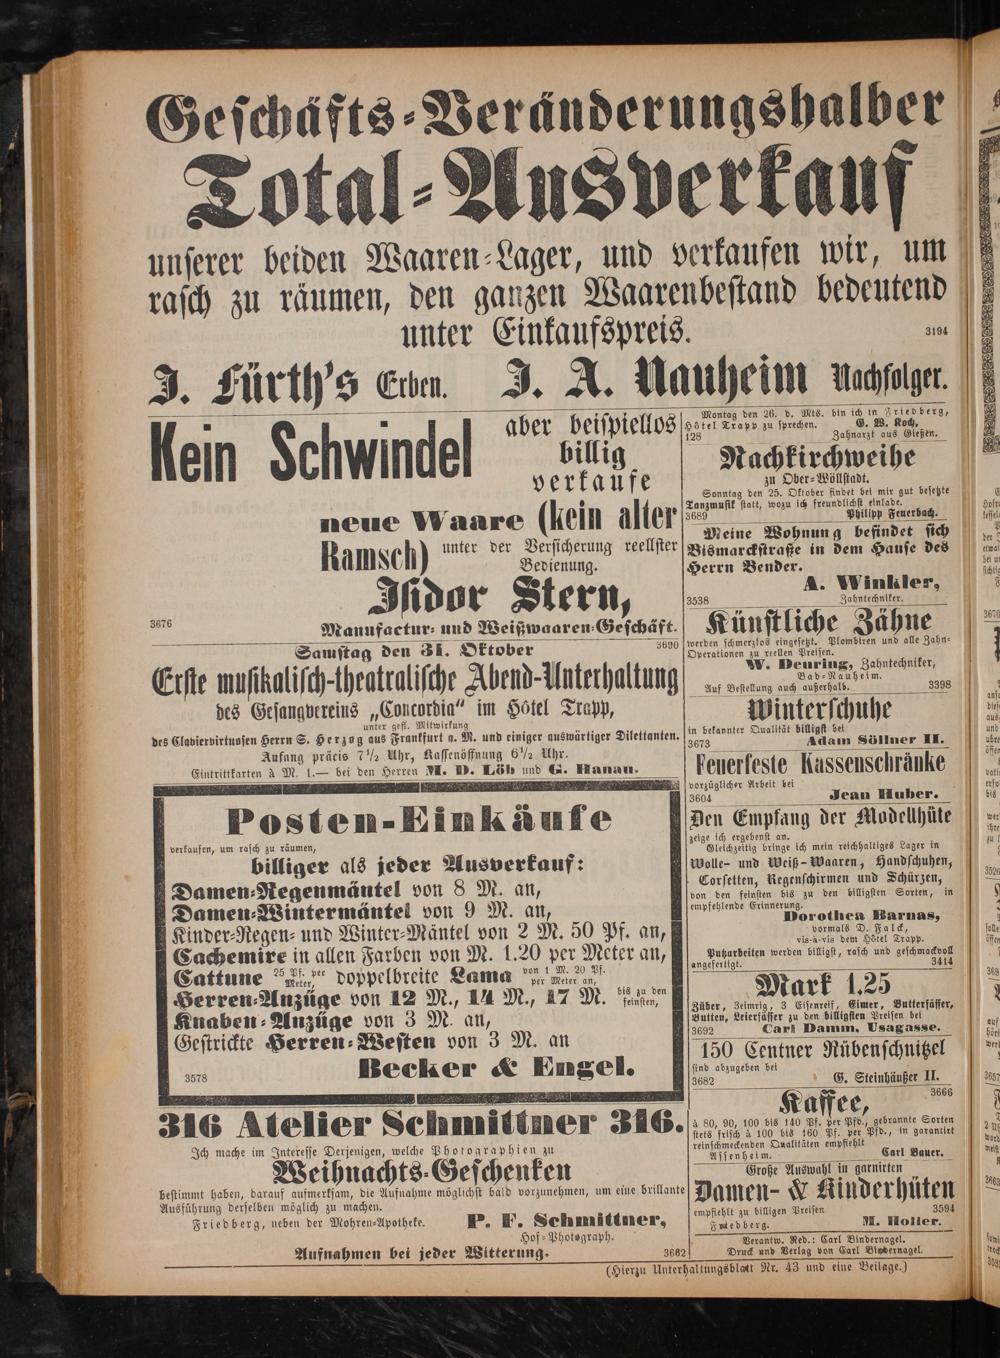 Geschäfts-Veränderungshalber
Total-Ausverkauf
unserer beiden Waaren-Lager, und verkaufen wir, um
rasch zu räumen, den ganzen Waarenbestand bedeutend
unter Einkaufspreis.
3194
J. Fürth's Erben. J. A. Nauheim Nachfolger.
Kein Schwindel
aber beispiellos
billig
verkaufe
neue Waare (kein alter
Ramsch) unter der Versicherung reellster
Bedienung.
Isidor Stern,
3676
Manufactur- und Weißwaaren-Geschäft.
Samstag den 31. Oktober
3690
Erste musikalisch-theatralische Abend-Unterhaltung
des Gesangvereins „Concordia" im Hôtel Trapp,
unter gefl. Mitwirkung
des Claviervirtuosen Herrn S. Herzog aus Frankfurt a. M. und einiger auswärtiger Dilettanten.
Anfang präcis 7½ Uhr, Kassenöffnung 6½ Uhr.
Eintrittkarten à M. 1.— bei den Herren M. D. Löb und G. Hanau.
Posten-Einkäufe
verkaufen, um rasch zu räumen,
billiger als jeder Ausverkauf:
Damen-Regenmäntel von 8 M. an,
Damen-Wintermäntel von 9 M. an,
Kinder-Regen- und Winter-Mäntel von 2 M. 50 Pf. an,
Cachemire in allen Farben von M. 1.20 per Meter an,
Cattune 25 Pf. per Meter, doppelbreite Lama von 1 M. 20 Pf. per Meter an,
Herren-Anzüge von 12 M., 14 M., 17 M. bis zu den feinsten,
Knaben-Anzüge von 3 M. an,
Gestrickte Herren-Westen von 3 M. an
3578
Becker & Engel.
316 Atelier Schmittner 316.
Ich mache im Interesse Derjenigen, welche Photographien zu
Weihnachts-Geschenken
bestimmt haben, darauf aufmerksam, die Aufnahme möglichst bald vorzunehmen, um eine brillante
Ausführung derselben möglich zu machen.
Friedberg, neben der Mohren-Apotheke.
P. F. Schmittner,
Hof-Photograph.
Aufnahmen bei jeder Witterung.
3662
Montag den 26. d. Mts. bin ich in Friedberg,
Hôtel Trapp zu sprechen. G. W. Koch,
128 Zahnarzt aus Gießen.
Nachkirchweihe
zu Ober-Wöllstadt.
Sonntag den 25. Oktober findet bei mir gut besetzte
Tanzmusik statt, wozu ich freundlichst einlade.
3689 Philipp Feuerbach.
Meine Wohnung befindet sich
Bismarckstraße in dem Hause des
Herrn Bender.
A. Winkler,
3538 Zahntechniker.
Künstliche Zähne
werden schmerzlos eingesetzt. Plombiren und alle Zahn-
Operationen zu reellen Preisen.
W. Deuring, Zahntechniker,
Bad-Nauheim.
Auf Bestellung auch außerhalb. 3398
Winterschuhe
in bekannter Qualität billigst bei
3673 Adam Söllner II.
Feuerfeste Kassenschränke
vorzüglicher Arbeit bei
3604 Jean Huber.
Den Empfang der Modellhüte
zeige ich ergebenst an.
Gleichzeitig bringe ich mein reichhaltiges Lager in
Wolle- und Weiß-Waaren, Handschuhen,
Corsetten, Regenschirmen und Schürzen,
von den feinsten bis zu den billigsten Sorten, in
empfehlende Erinnerung.
Dorothea Barnas,
vormals D. Falck,
vis-à-vis dem Hôtel Trapp.
Putzarbeiten werden billigst, rasch und geschmackvoll
angefertigt. 3414
Mark 1.25
Züber, 2eimrig, 3 Eisenreif, Eimer, Butterfässer,
Butten, Leierfässer zu den billigsten Preisen bei
3692 Carl Damm, Usagasse.
150 Centner Rübenschnitzel
sind abzugeben bei
3682 G. Steinhäußer II.
3666
Kaffee,
à 80, 90, 100 bis 140 Pf. per Pfd., gebrannte Sorten
stets frisch à 100 bis 160 Pf. per Pfd., in garantirt
reinschmeckenden Qualitäten empfiehlt
Assenheim. Carl Bauer.
Große Auswahl in garnirten
Damen- & Kinderhüten
empfiehlt zu billigen Preisen 3594
Friedberg. M. Holler.
Verantw. Red.: Carl Bindernagel.
Druck und Verlag von Carl Bindernagel.
(Hierzu Unterhaltungsblatt Nr. 43 und eine Beilage.)